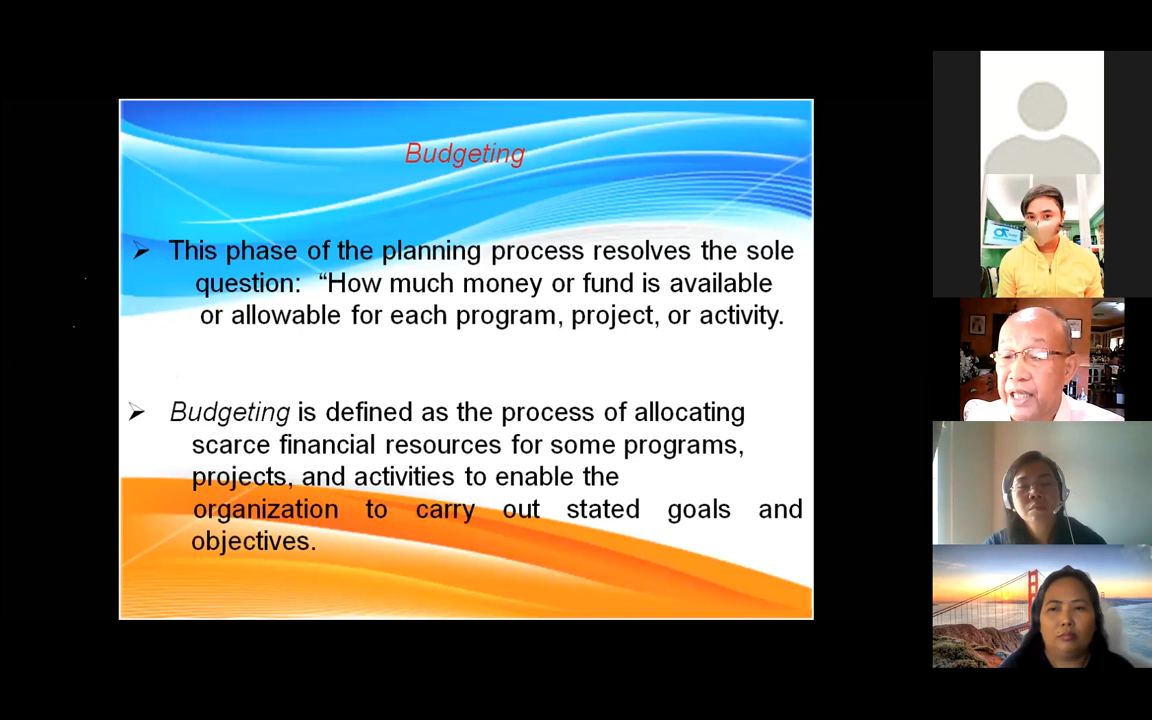 Budgeting
➢ This phase of the planning process resolves the sole
question: “How much money or fund is available
or allowable for each program, project, or activity.
➢ Budgeting is defined as the process of allocating
scarce financial resources for some programs,
projects, and activities to enable the
organization to carry out stated goals and
objectives.